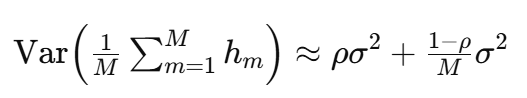 Var(1/M ∑_{m=1}^{M} h_m) ≈ ρσ² + (1−ρ)/M σ²